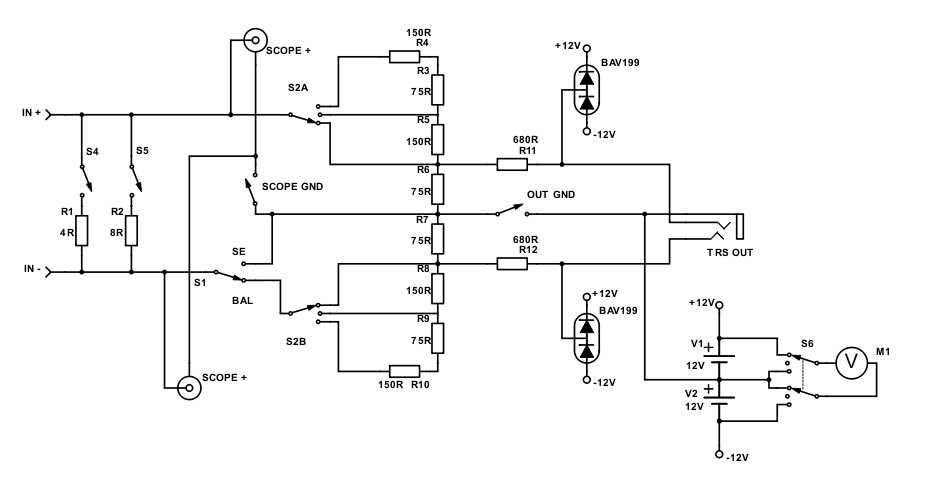 150R
R4
+12V
SCOPE +
BAV199
R3
75R
S2A
IN +
-12V
R5
150R
680R
R11
S4
S5
R6
75R
SCOPE GND
OUT GND
R1
4R
R2
8R
R7
75R
680R
R12
SE
TRS OUT
IN -
R8
150R
S1
BAL
+12V
BAV199
+12V
R9
75R
S2B
V1
+
12V
S6
M1
V
SCOPE +
150R R10
-12V
V2
+
12V
-12V